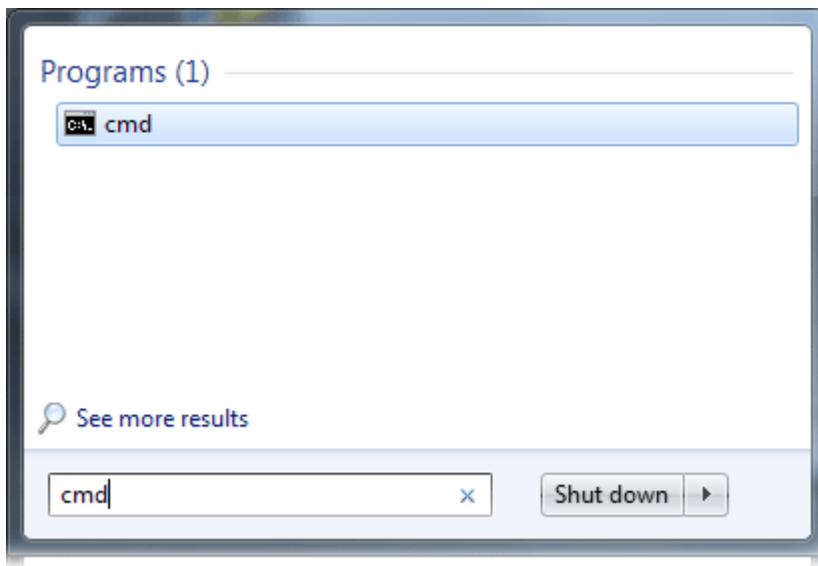 Programs (1)
C:\. cmd
See more results
cmd
Shut down